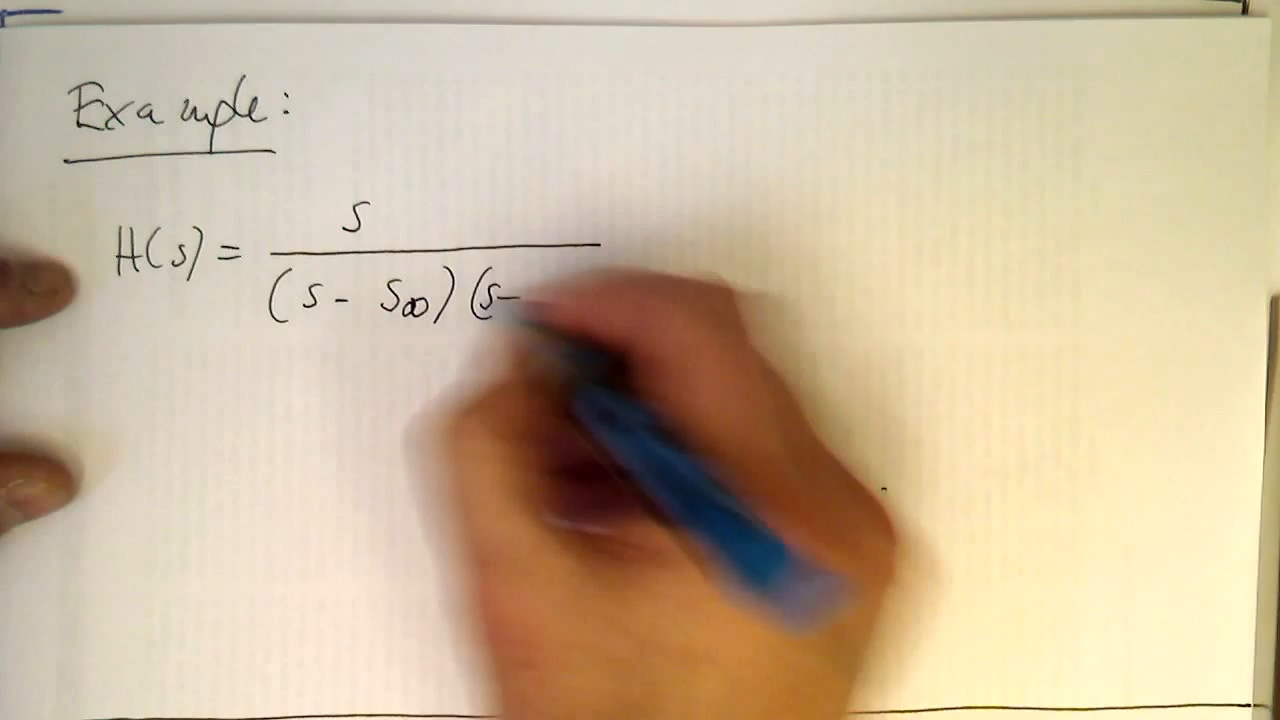 Example:
H(s) = s
(s - s∞) (s-